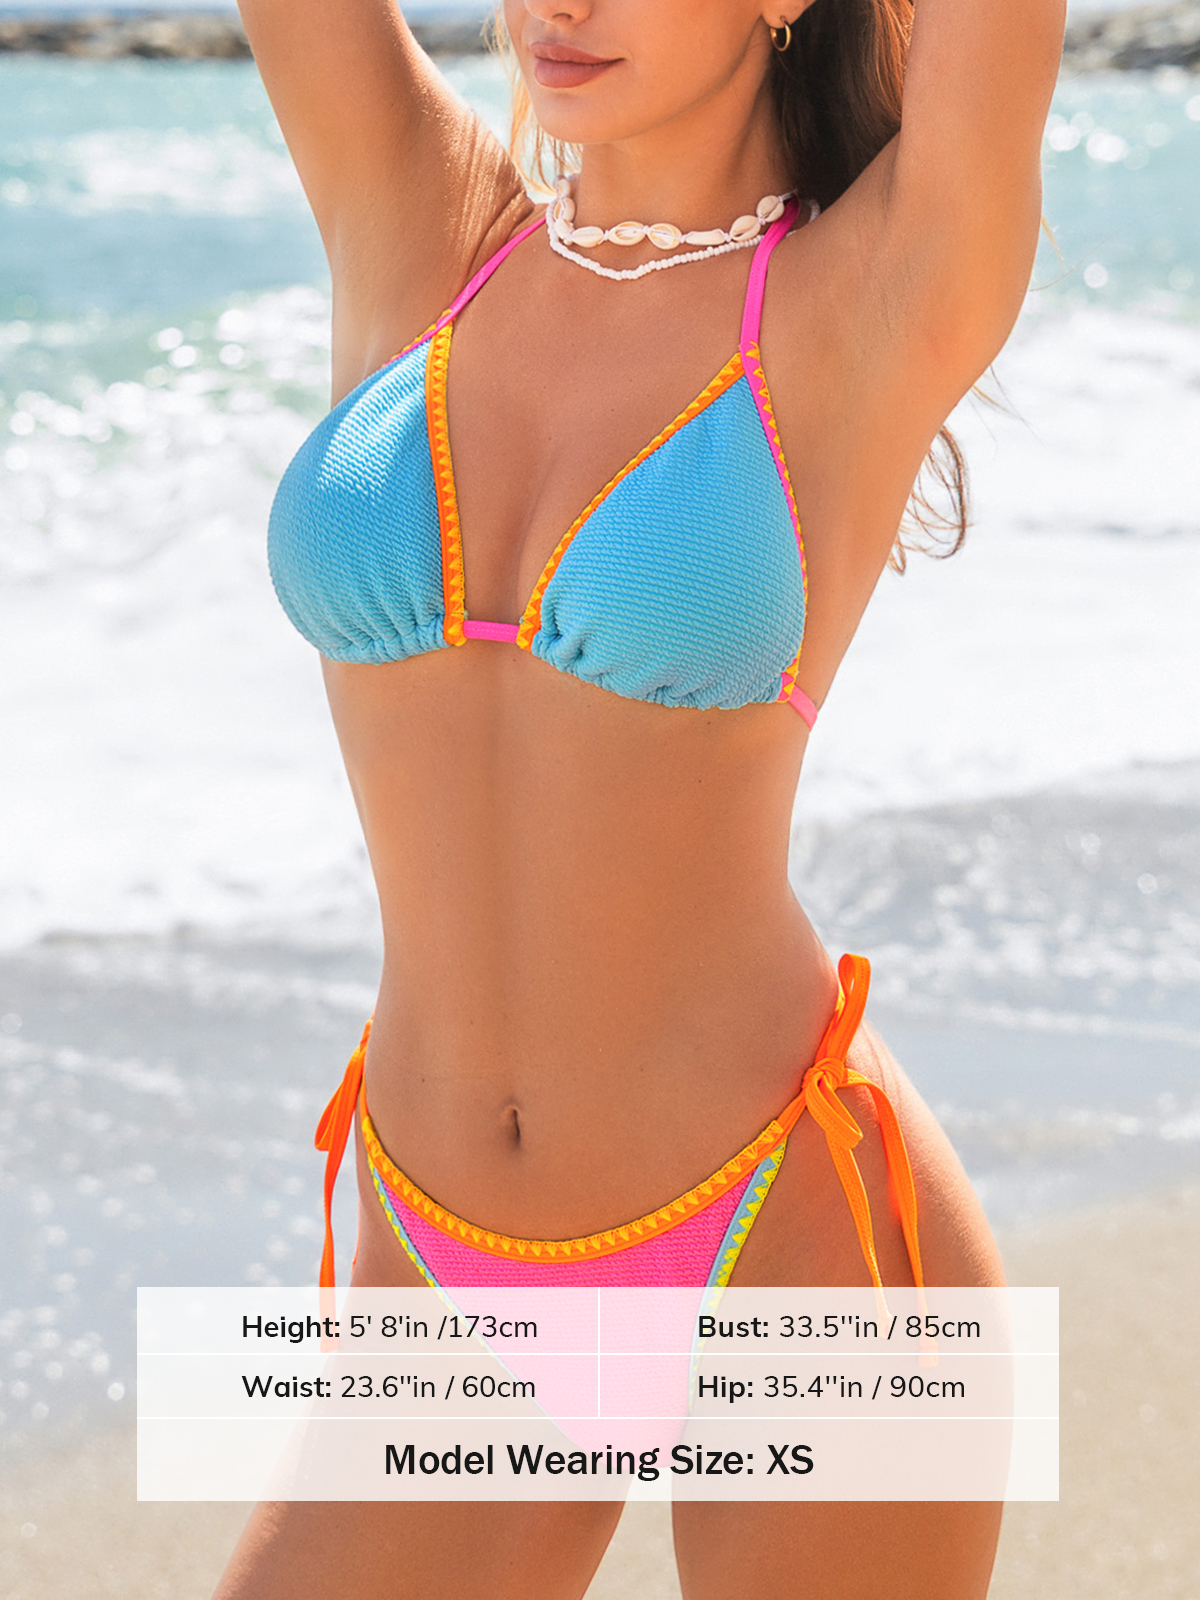 Height: 5' 8'in /173cm
Bust: 33.5''in / 85cm
Waist: 23.6''in / 60cm
Hip: 35.4''in / 90cm
Model Wearing Size: XS